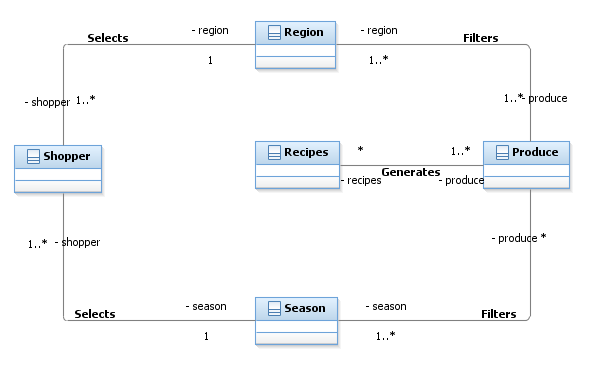 - region
Region
- region
Selects
Filters
1
1..*
- shopper
1..*
1..*
- produce
Shopper
Recipes
*
1..*
Produce
Generates
- recipes
- produce
1..*
- shopper
- produce *
- season
Season
- season
Selects
Filters
1
1..*